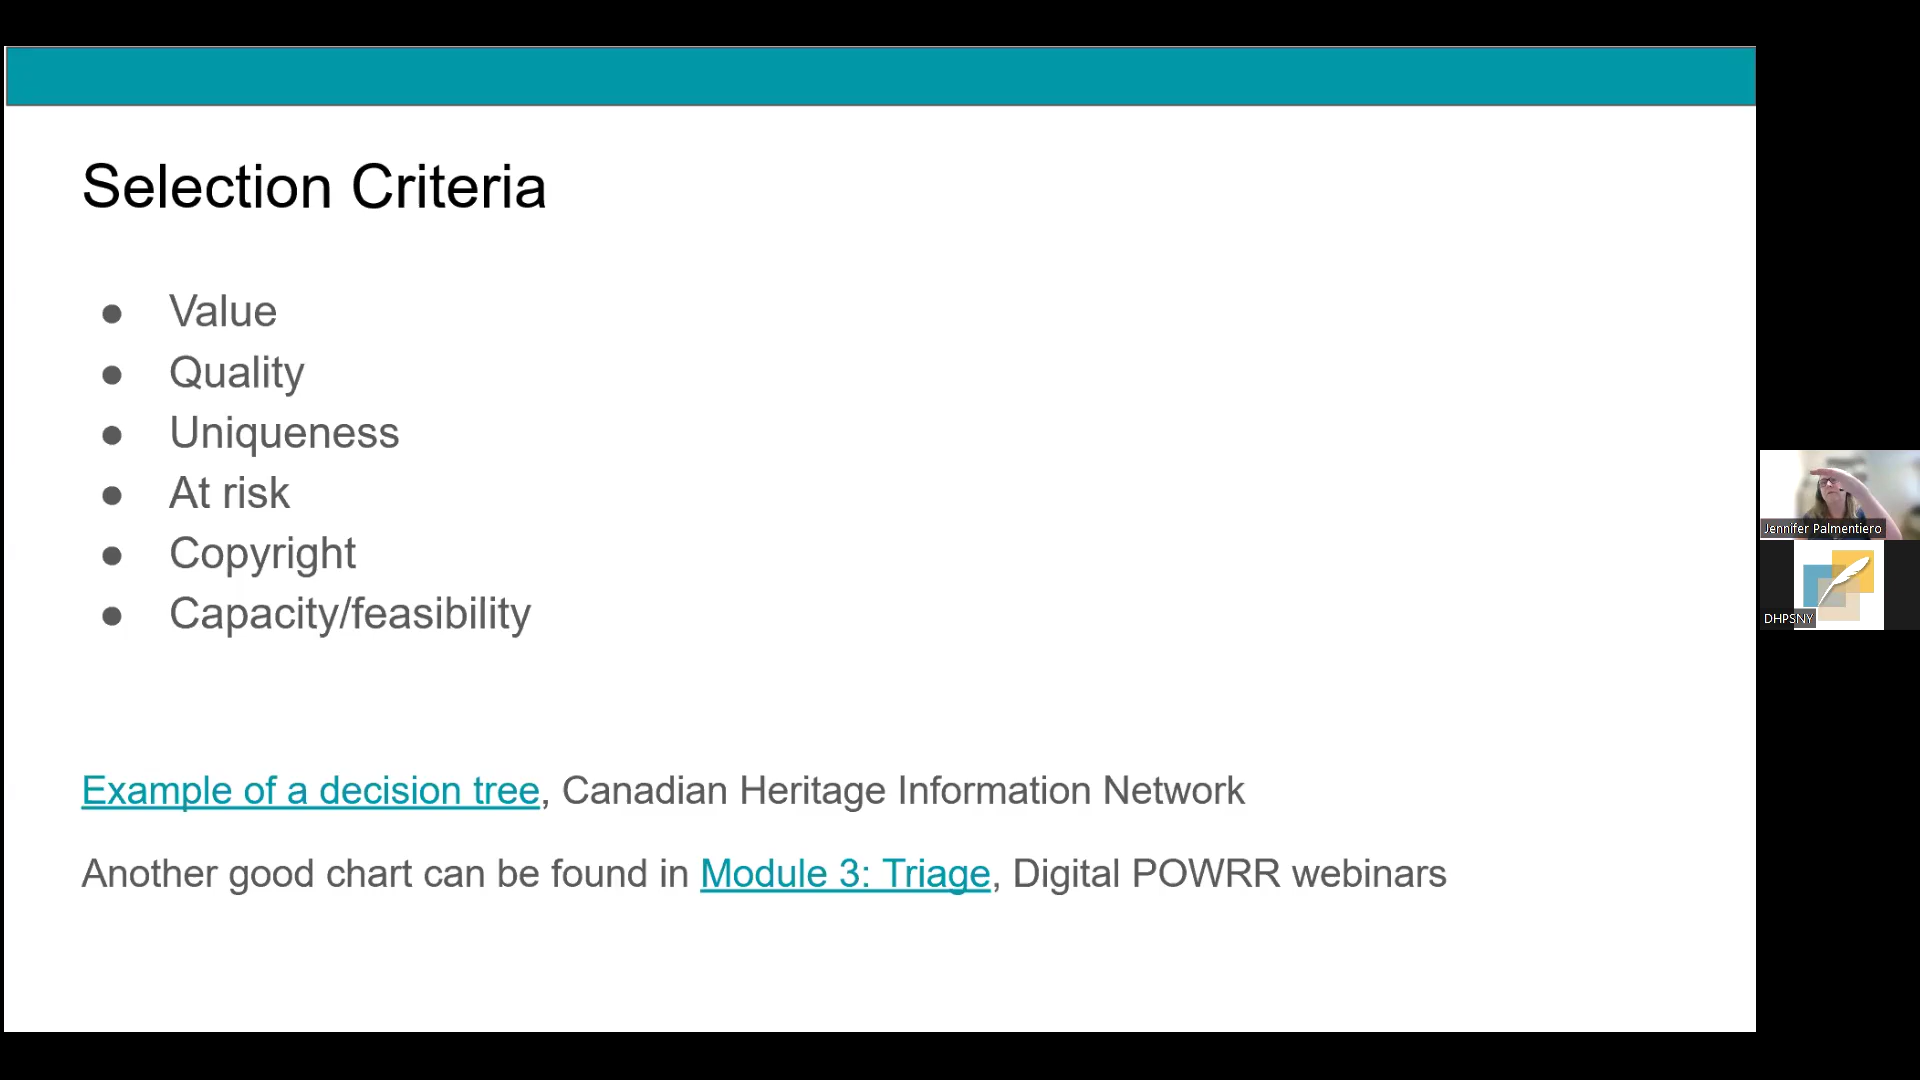 Selection Criteria
● Value
● Quality
● Uniqueness
● At risk
● Copyright
● Capacity/feasibility
Example of a decision tree, Canadian Heritage Information Network
Another good chart can be found in Module 3: Triage, Digital POWRR webinars
Jennifer Palmentiero
DHPSNY